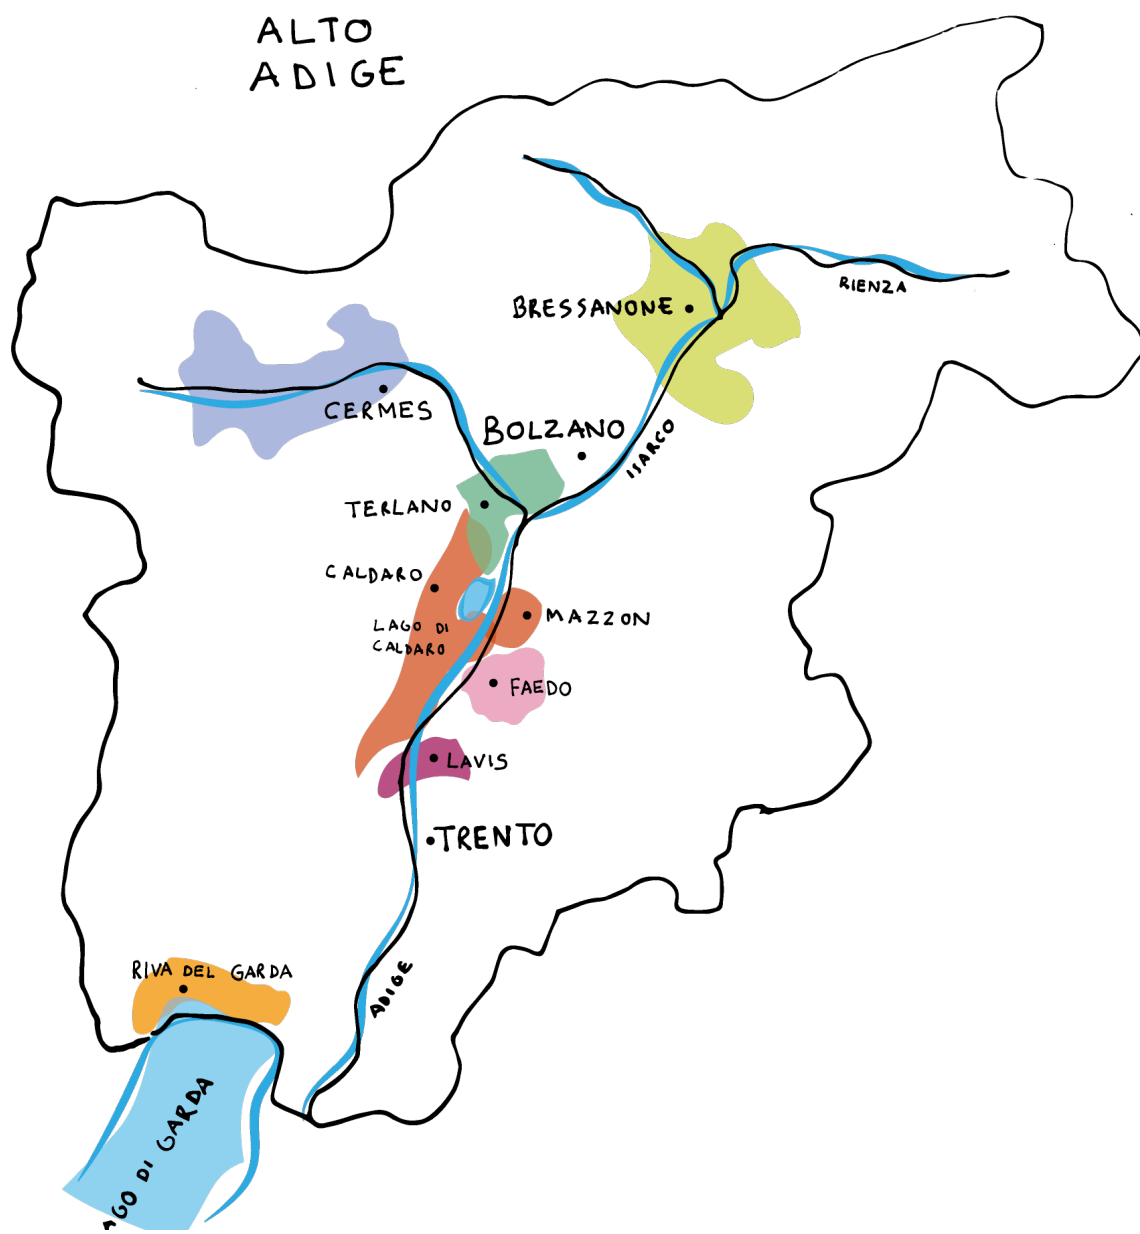 ALTO
ADIGE
RIENZA
BRESSANONE
CERMES
BOLZANO
ISARCO
TERLANO
CALDARO
MAZZON
LAGO DI
CALDARO
FAEDO
LAVIS
TRENTO
RIVA DEL GARDA
ADIGE
AGO DI GARDA